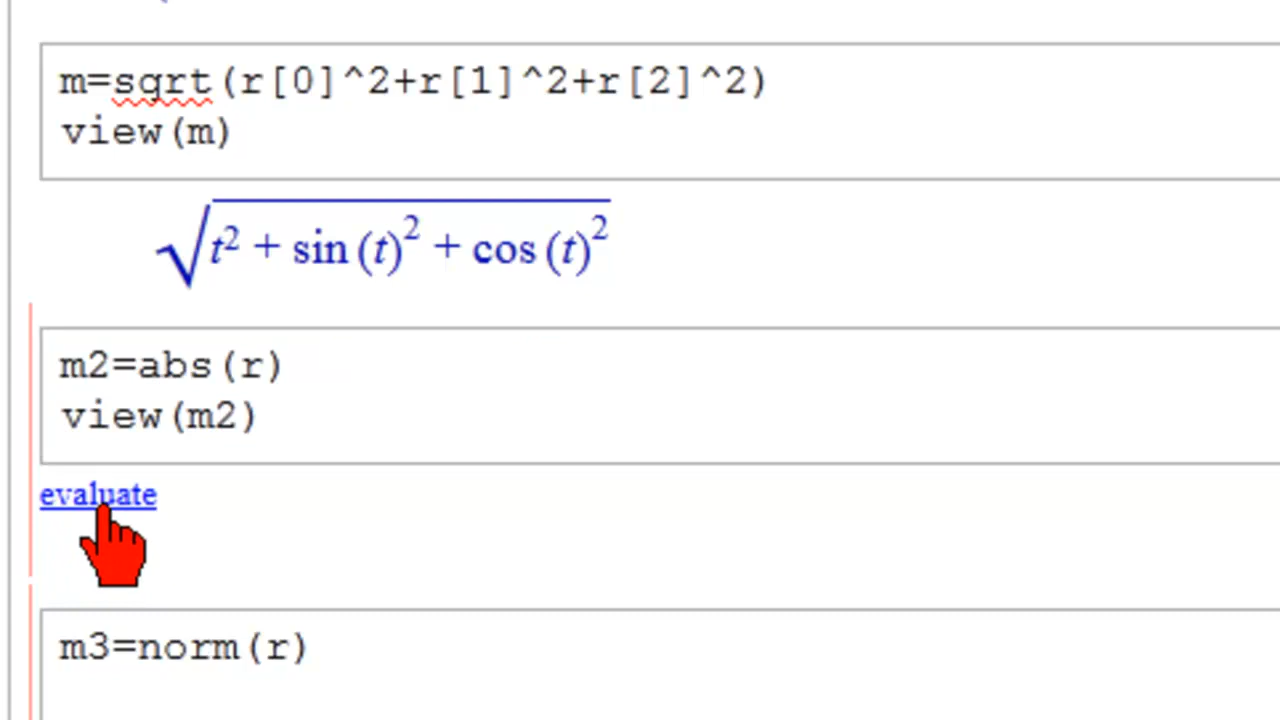 m=sqrt(r[0]^2+r[1]^2+r[2]^2)
view(m)
√t² + sin (t)² + cos (t)²
m2=abs(r)
view(m2)
evaluate
m3=norm(r)